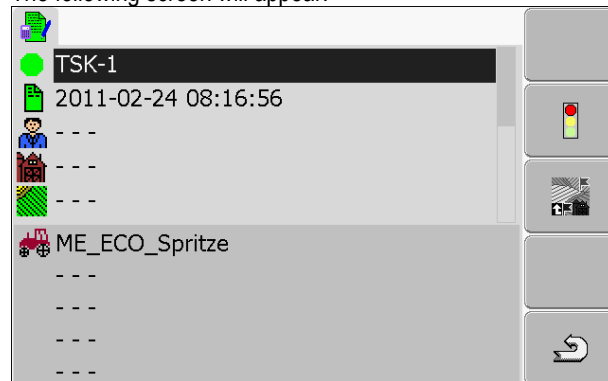 The following screen will appear:
TSK-1
2011-02-24 08:16:56
- - -
- - -
- - -
ME_ECO_Spritze
- - -
- - -
- - -
- - -